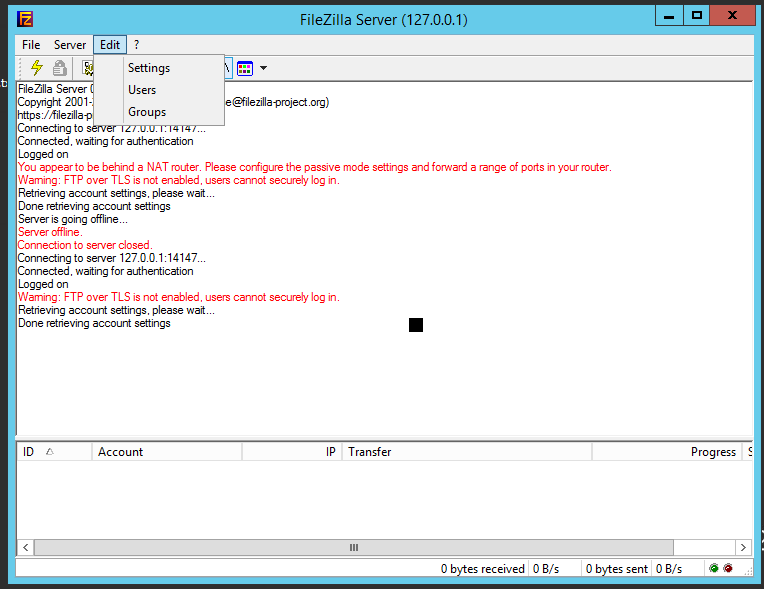 FileZilla Server (127.0.0.1)
File Server Edit ?
Settings
Users
Groups
FileZilla Server
Copyright 2001- e@filezilla-project.org)
https://filezilla-p
Connecting to server 127.0.0.1:14147...
Connected, waiting for authentication
Logged on
You appear to be behind a NAT router. Please configure the passive mode settings and forward a range of ports in your router.
Warning: FTP over TLS is not enabled, users cannot securely log in.
Retrieving account settings, please wait...
Done retrieving account settings
Server is going offline...
Server offline.
Connection to server closed.
Connecting to server 127.0.0.1:14147...
Connected, waiting for authentication
Logged on
Warning: FTP over TLS is not enabled, users cannot securely log in.
Retrieving account settings, please wait...
Done retrieving account settings
ID Account IP Transfer Progress S
0 bytes received 0 B/s 0 bytes sent 0 B/s